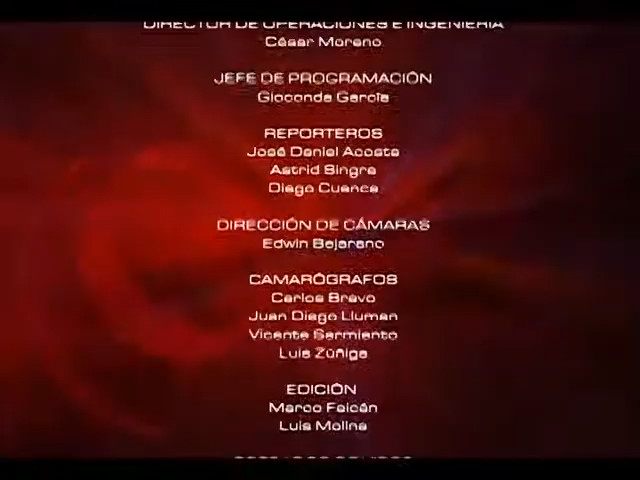 DIRECTOR DE OPERACIONES E INGENIERÍA
César Moreno
JEFE DE PROGRAMACIÓN
Gioconda García
REPORTEROS
José Daniel Acosta
Astrid Singre
Diego Cuenca
DIRECCIÓN DE CÁMARAS
Edwin Bejarano
CAMARÓGRAFOS
Carlos Bravo
Juan Diego Lluman
Vicente Sarmiento
Luis Zúñiga
EDICIÓN
Marco Faicán
Luis Molina